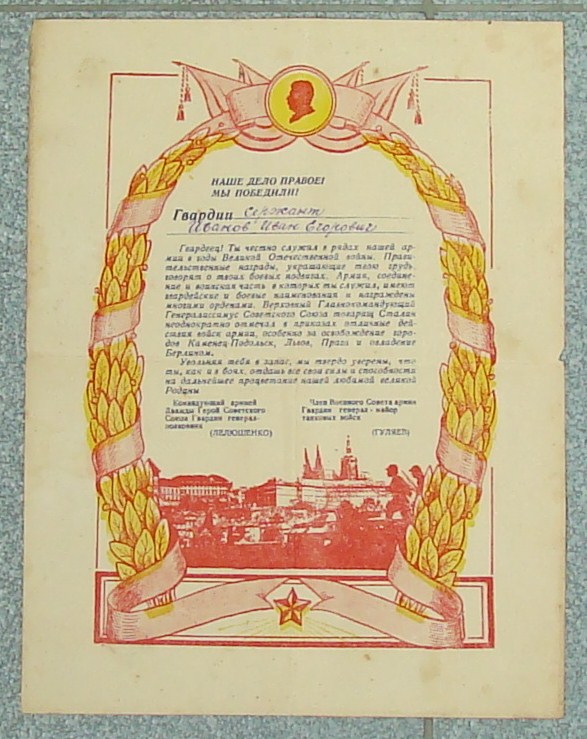 НАШЕ ДЕЛО ПРАВОЕ!
МЫ ПОБЕДИЛИ!
Гвардии сержант
Иванов Иван Егорович
Гвардеец! Ты честно служил в рядах нашей ар-
мии в годы Великой Отечественной войны. Прави-
тельственные награды, украшающие твою грудь,
говорят о твоих боевых подвигах. Армия, соедине-
ние и воинская часть в которых ты служил, имеют
гвардейские и боевые наименования и награждены
многими орденами. Верховный Главнокомандующий
Генералиссимус Советского Союза товарищ Сталин
неоднократно отмечал в приказах отличные дей-
ствия войск армии, особенно за освобождение горо-
дов Каменец-Подольск, Львов, Прага и овладение
Берлином.
Увольняя тебя в запас, мы твердо уверены, что
ты, как и в боях, отдашь все свои силы и способности
на дальнейшее процветание нашей любимой великой
Родины
Командующий армией
Дважды Герой Советского
Союза Гвардии генерал-
полковник
(ЛЕЛЮШЕНКО)
Член Военного Совета армии
Гвардии генерал-майор
танковых войск
(ГУЛЯЕВ)